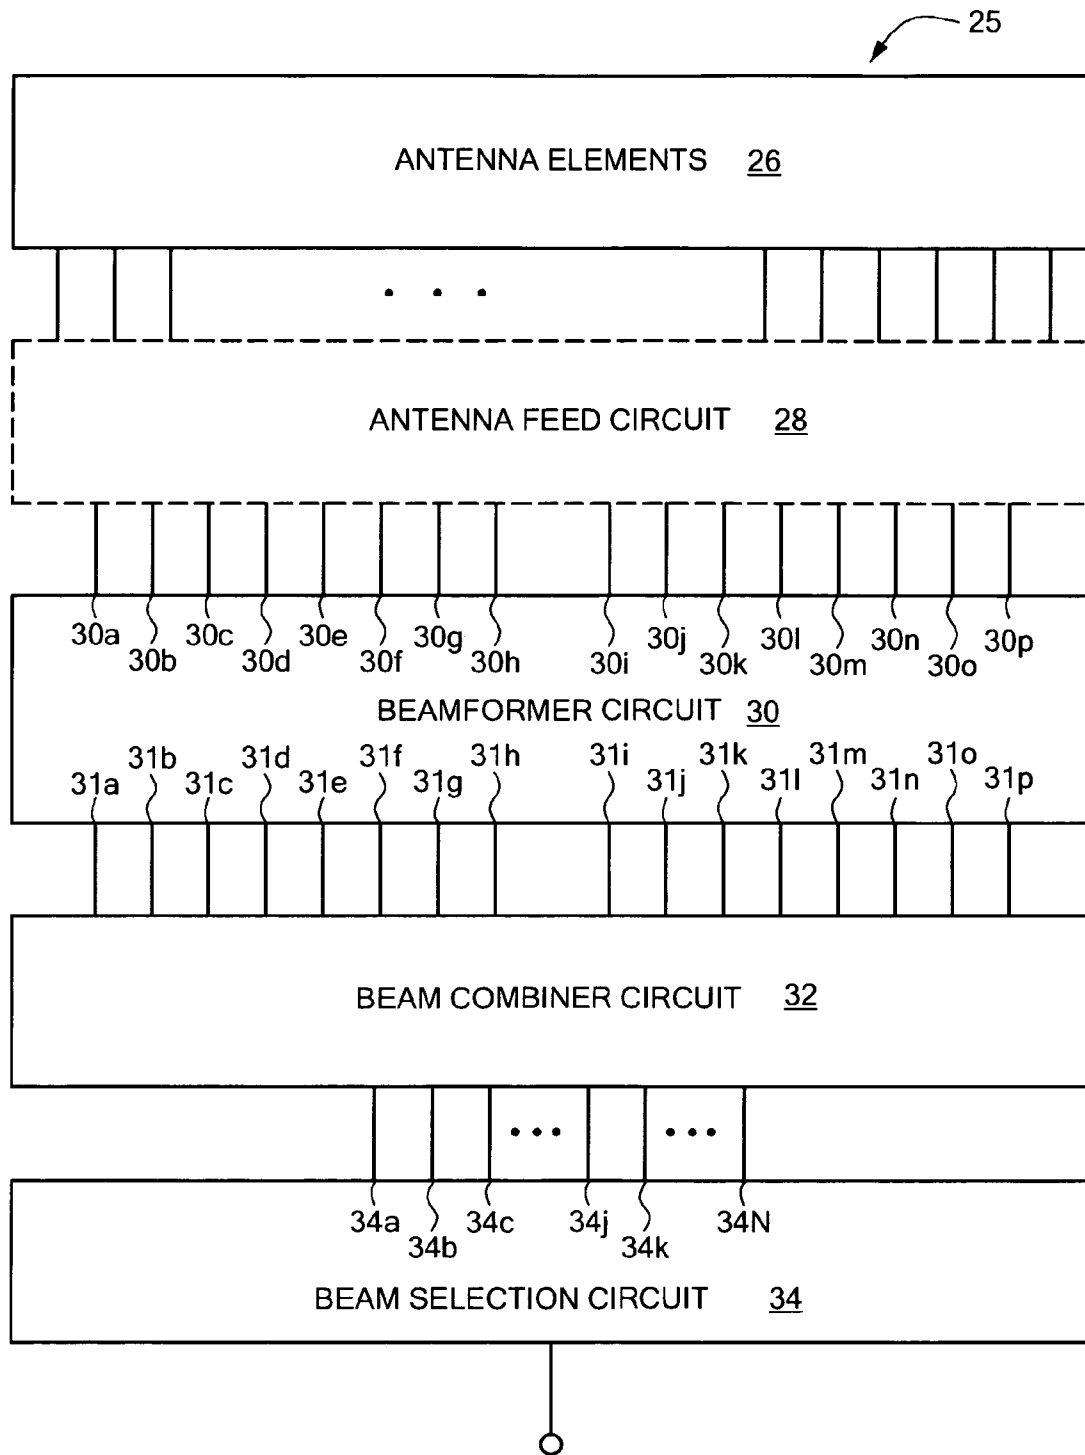 25
ANTENNA ELEMENTS 26
ANTENNA FEED CIRCUIT 28
30a 30b 30c 30d 30e 30f 30g 30h 30i 30j 30k 30l 30m 30n 30o 30p
BEAMFORMER CIRCUIT 30
31a 31b 31c 31d 31e 31f 31g 31h 31i 31j 31k 31l 31m 31n 31o 31p
BEAM COMBINER CIRCUIT 32
34a 34b 34c 34j 34k 34N
BEAM SELECTION CIRCUIT 34